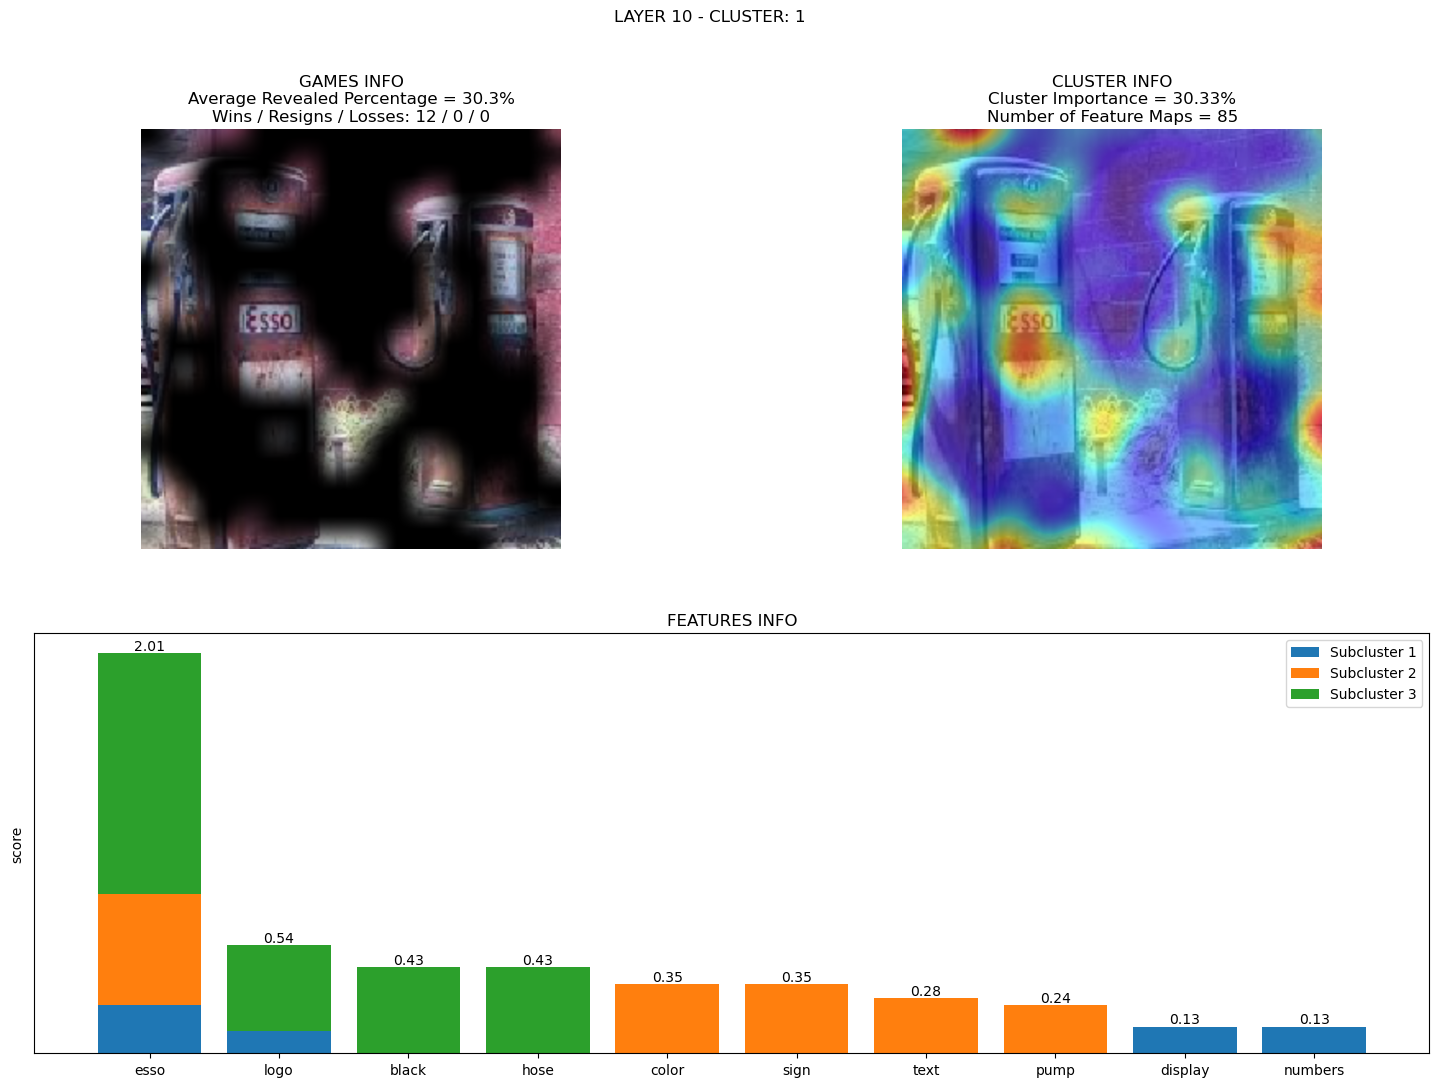 LAYER 10 - CLUSTER: 1
GAMES INFO
Average Revealed Percentage = 30.3%
Wins / Resigns / Losses: 12 / 0 / 0
CLUSTER INFO
Cluster Importance = 30.33%
Number of Feature Maps = 85
ESSO
ESSO
FEATURES INFO
2.01
0.54
0.43
0.43
0.35
0.35
0.28
0.24
0.13
0.13
Subcluster 1
Subcluster 2
Subcluster 3
score
esso
logo
black
hose
color
sign
text
pump
display
numbers